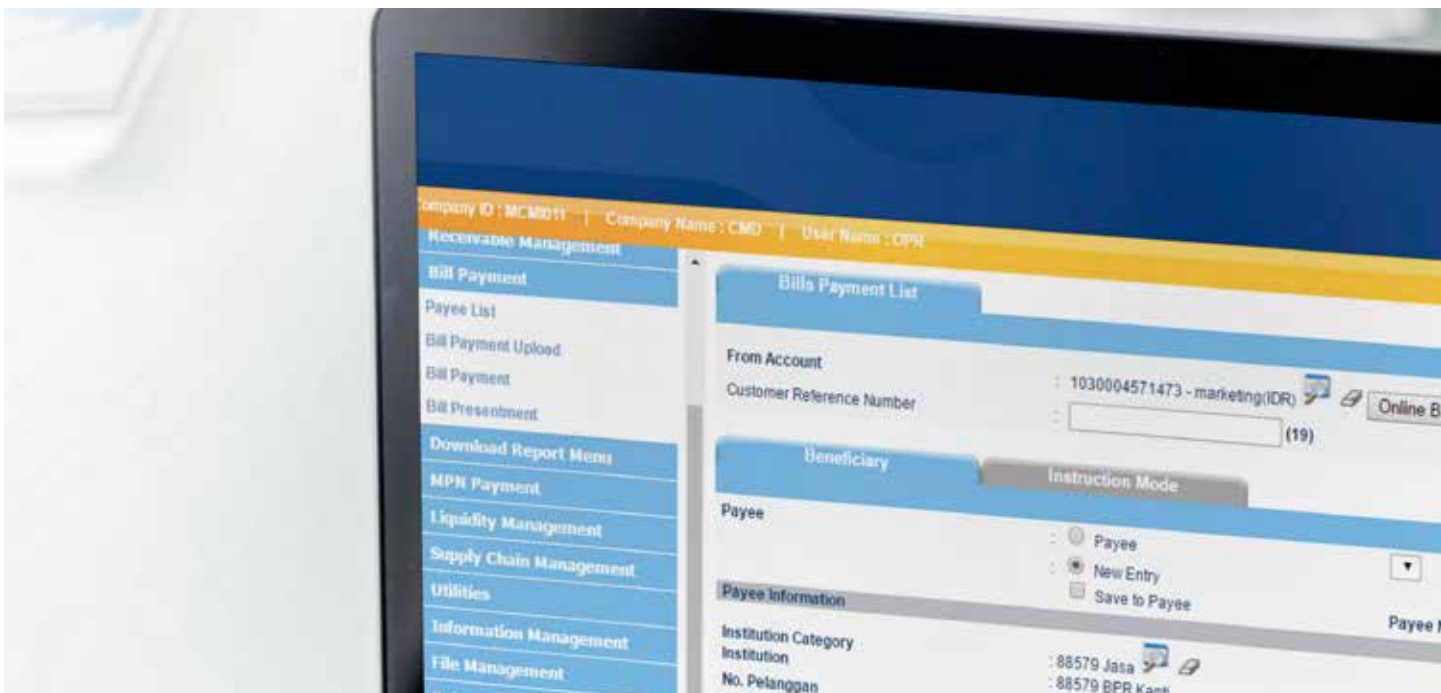 Company ID : MCMI011 | Company Name : CMD | User Name : OPR
Receivable Management
Bill Payment
Payee List
Bill Payment Upload
Bill Payment
Bill Presentment
Download Report Menu
MPN Payment
Liquidity Management
Supply Chain Management
Utilities
Information Management
File Management
Bills Payment List
From Account : 1030004571473 - marketing(IDR) Online B
Customer Reference Number : (19)
Beneficiary Instruction Mode
Payee : Payee
: New Entry
Save to Payee
Payee
Payee Information
Institution Category : 88579 Jasa
Institution : 88579 BPR Kanti
No. Pelanggan